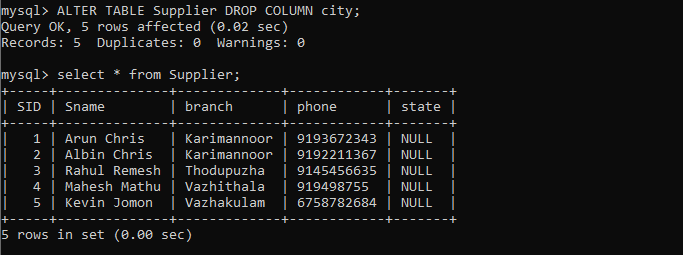 mysql> ALTER TABLE Supplier DROP COLUMN city;
Query OK, 5 rows affected (0.02 sec)
Records: 5  Duplicates: 0  Warnings: 0

mysql> select * from Supplier;
+-----+--------------+-------------+------------+-------+
| SID | Sname        | branch      | phone      | state |
+-----+--------------+-------------+------------+-------+
|   1 | Arun Chris   | Karimannoor | 9193672343 | NULL  |
|   2 | Albin Chris  | Karimannoor | 9192211367 | NULL  |
|   3 | Rahul Remesh | Thodupuzha  | 9145456635 | NULL  |
|   4 | Mahesh Mathu | Vazhithala  | 919498755  | NULL  |
|   5 | Kevin Jomon  | Vazhakulam  | 6758782684 | NULL  |
+-----+--------------+-------------+------------+-------+
5 rows in set (0.00 sec)